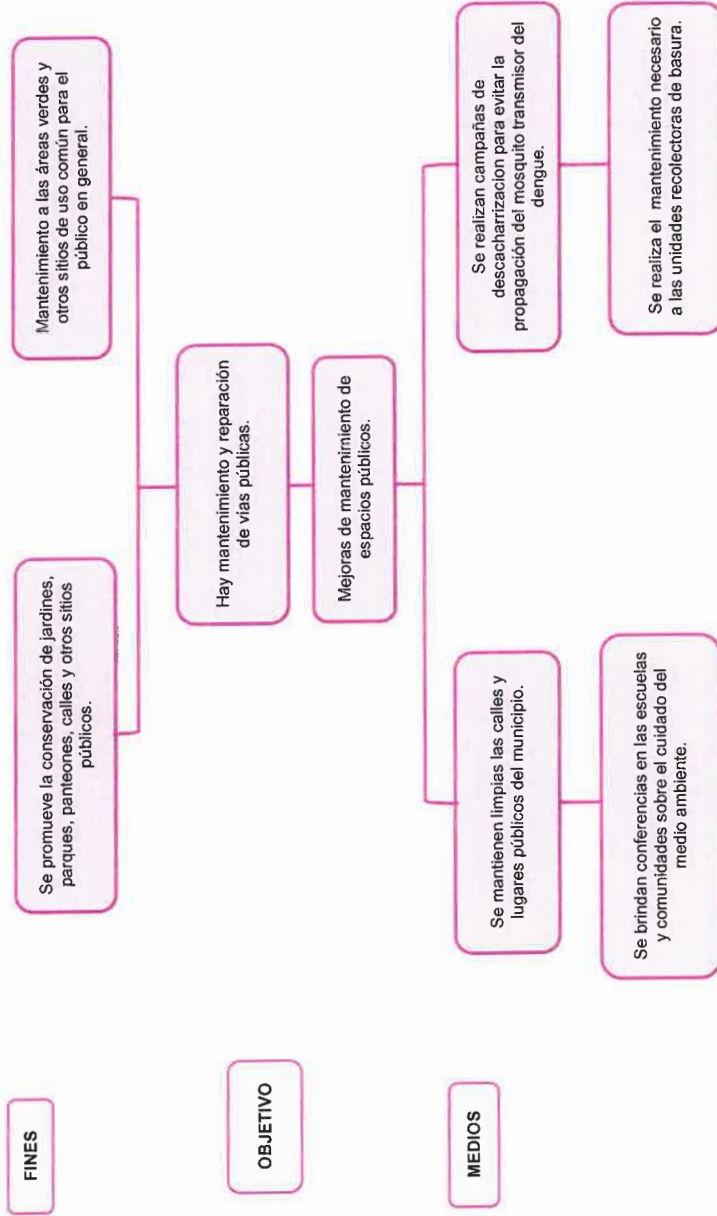 FINES
Se promueve la conservación de jardines,
parques, panteones, calles y otros sitios
públicos.
Mantenimiento a las áreas verdes y
otros sitios de uso común para el
público en general.
OBJETIVO
Hay mantenimiento y reparación
de vías públicas.
Mejoras de mantenimiento de
espacios públicos.
MEDIOS
Se mantienen limpias las calles y
lugares públicos del municipio.
Se realizan campañas de
descacharrizacion para evitar la
propagación del mosquito transmisor del
dengue.
Se brindan conferencias en las escuelas
y comunidades sobre el cuidado del
medio ambiente.
Se realiza el mantenimiento necesario
a las unidades recolectoras de basura.